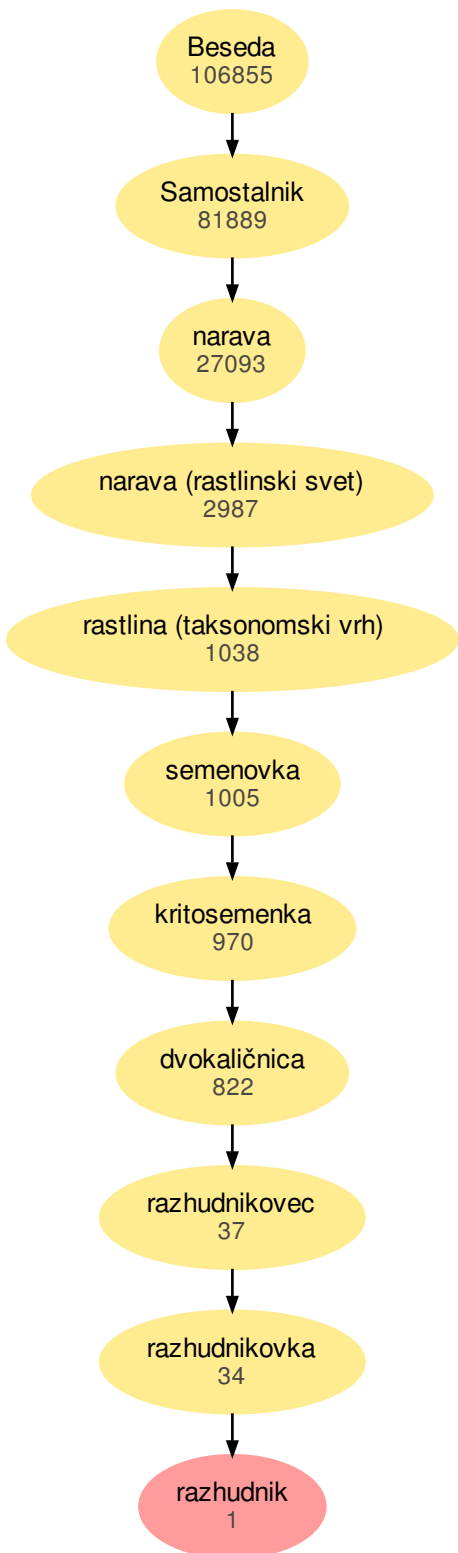 Beseda
106855
Samostalnik
81889
narava
27093
narava (rastlinski svet)
2987
rastlina (taksonomski vrh)
1038
semenovka
1005
kritosemenka
970
dvokaličnica
822
razhudnikovec
37
razhudnikovka
34
razhudnik
1